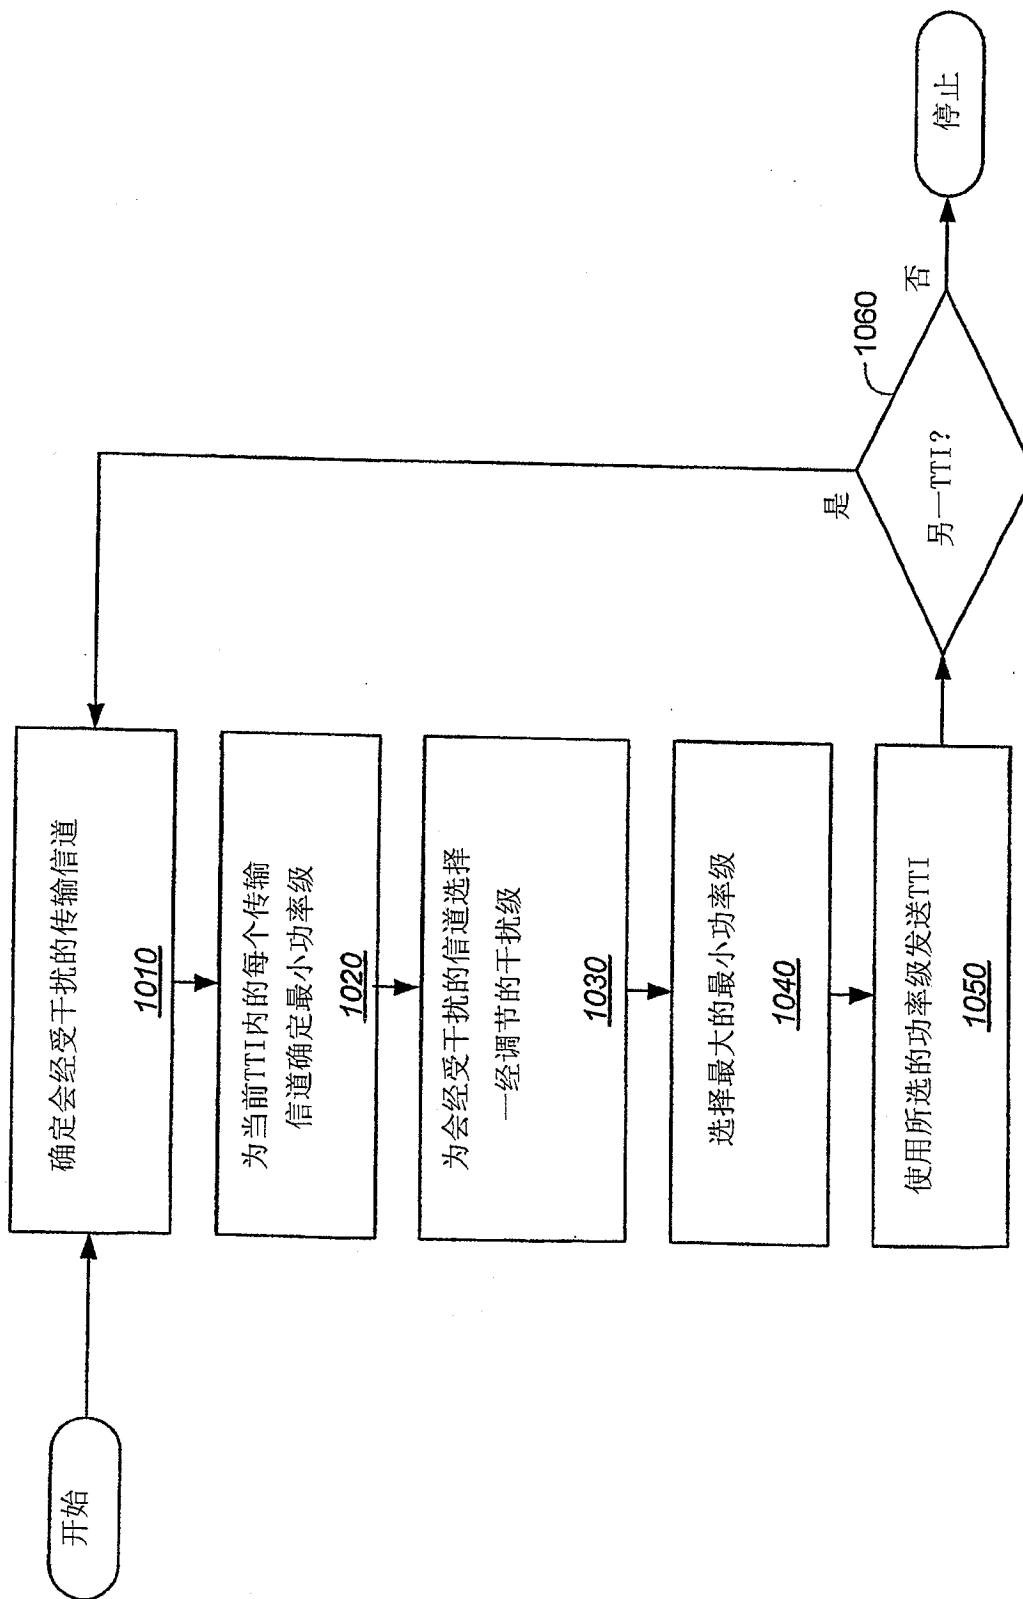 开始
确定会经受干扰的传输信道
1010
为当前TTI内的每个传输
信道确定最小功率级
1020
为会经受干扰的信道选择
一经调节的干扰级
1030
选择最大的最小功率级
1040
使用所选的功率级发送TTI
1050
另一TTI?
1060
是
否
停止